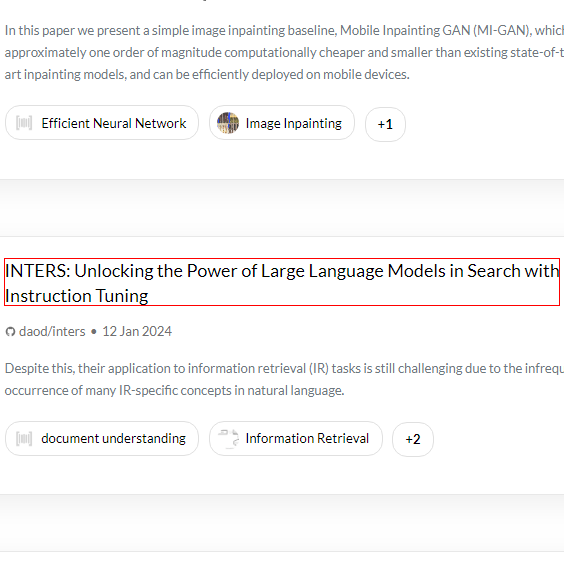 In this paper we present a simple image inpainting baseline, Mobile Inpainting GAN (MI-GAN), which
approximately one order of magnitude computationally cheaper and smaller than existing state-of-t
art inpainting models, and can be efficiently deployed on mobile devices.
Efficient Neural Network Image Inpainting +1
INTERS: Unlocking the Power of Large Language Models in Search with
Instruction Tuning
daod/inters • 12 Jan 2024
Despite this, their application to information retrieval (IR) tasks is still challenging due to the infrequ
occurrence of many IR-specific concepts in natural language.
document understanding Information Retrieval +2